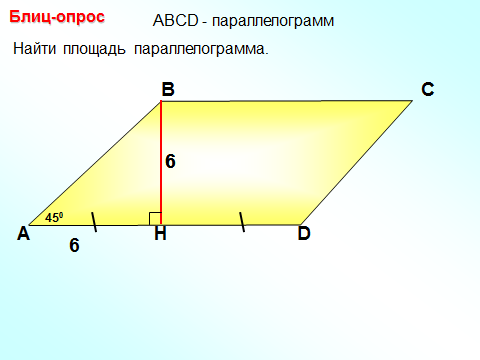 Блиц-опрос
ABCD - параллелограмм
Найти площадь параллелограмма.
B
C
6
45⁰
A
H
D
6